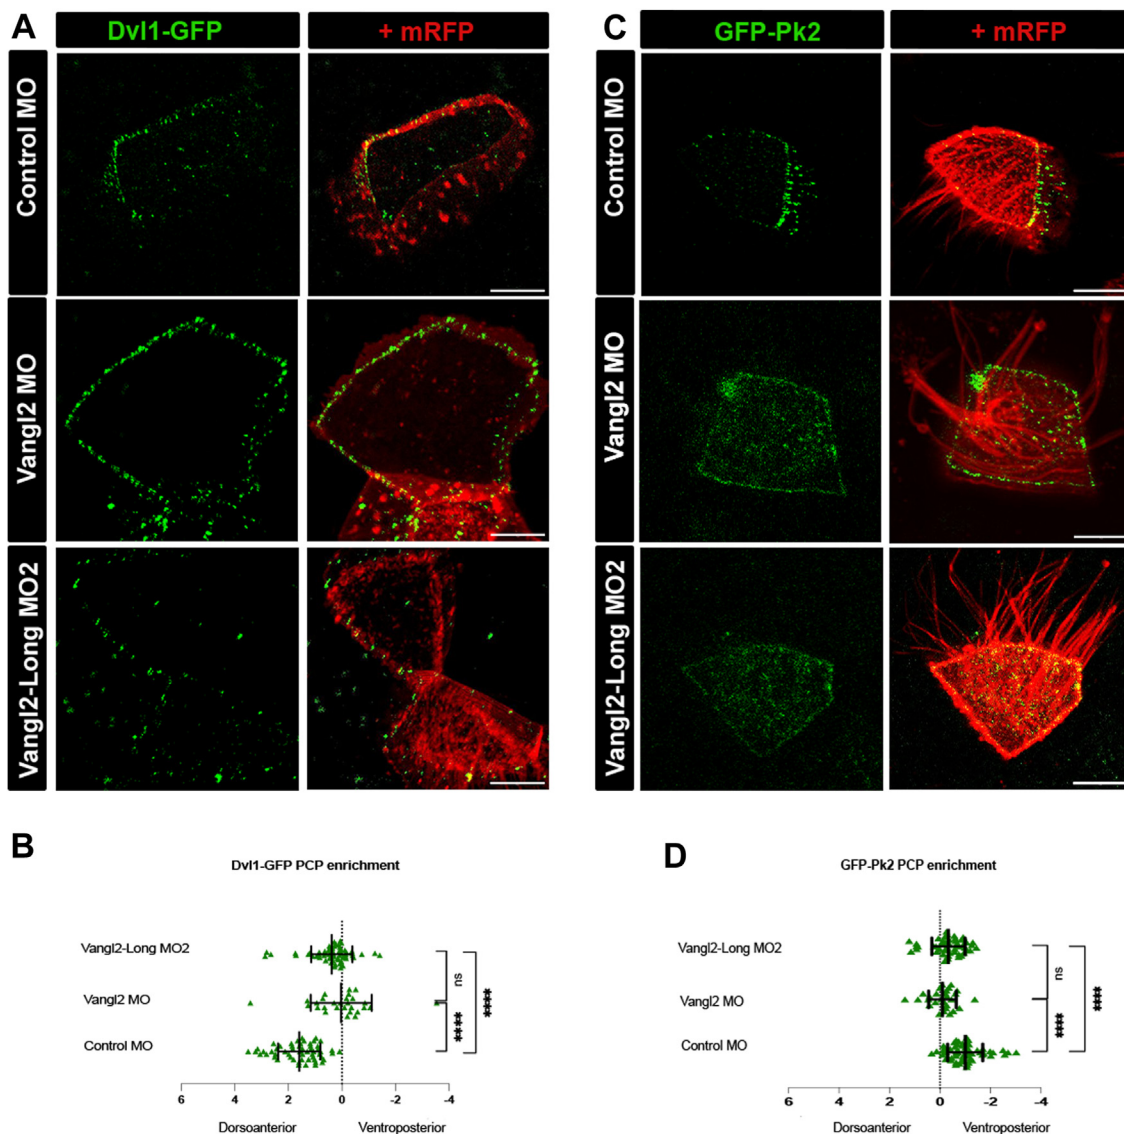 A
Dvl1-GFP
+ mRFP
Control MO
Vangl2 MO
Vangl2-Long MO2
C
GFP-Pk2
+ mRFP
Control MO
Vangl2 MO
Vangl2-Long MO2
B
Dvl1-GFP PCP enrichment
Vangl2-Long MO2
Vangl2 MO
Control MO
ns
****
****
6 4 2 0 -2 -4
Dorsoanterior Ventroposterior
D
GFP-Pk2 PCP enrichment
Vangl2-Long MO2
Vangl2 MO
Control MO
ns
****
****
6 4 2 0 -2 -4
Dorsoanterior Ventroposterior